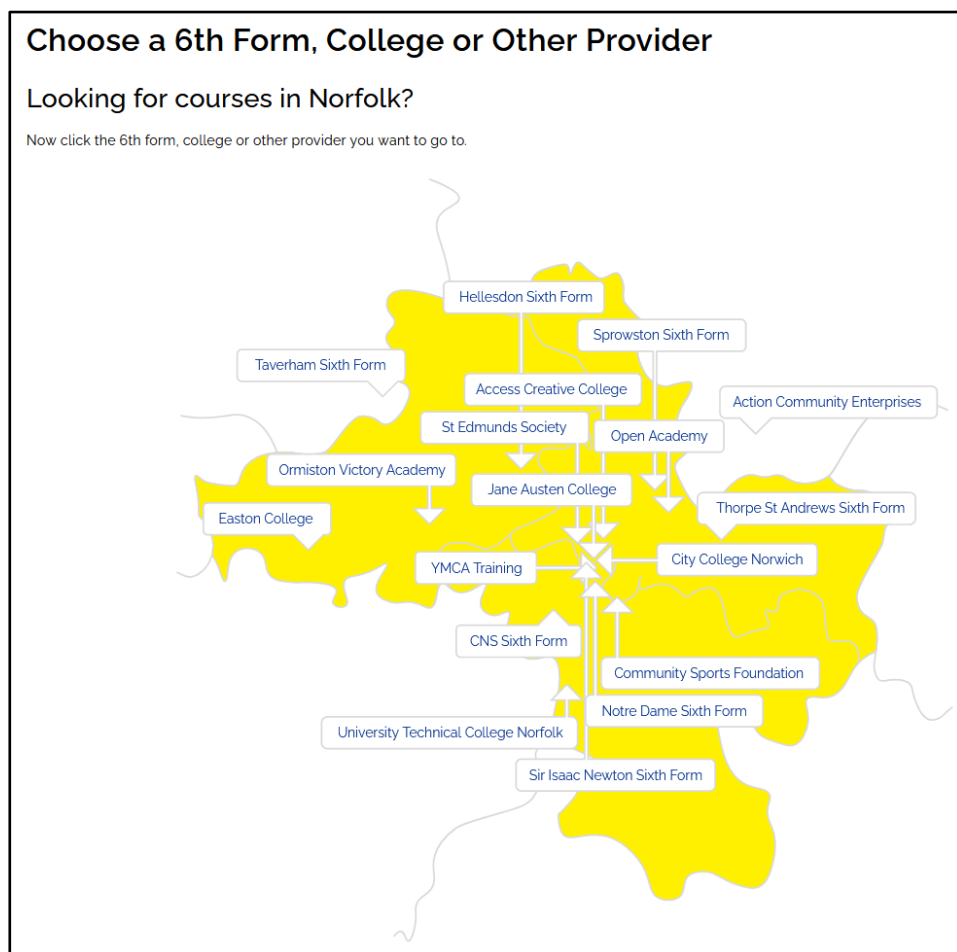 Choose a 6th Form, College or Other Provider
Looking for courses in Norfolk?
Now click the 6th form, college or other provider you want to go to.
Hellesdon Sixth Form
Sprowston Sixth Form
Taverham Sixth Form
Access Creative College
Action Community Enterprises
St Edmunds Society
Open Academy
Ormiston Victory Academy
Jane Austen College
Thorpe St Andrews Sixth Form
Easton College
City College Norwich
YMCA Training
CNS Sixth Form
Community Sports Foundation
Notre Dame Sixth Form
University Technical College Norfolk
Sir Isaac Newton Sixth Form